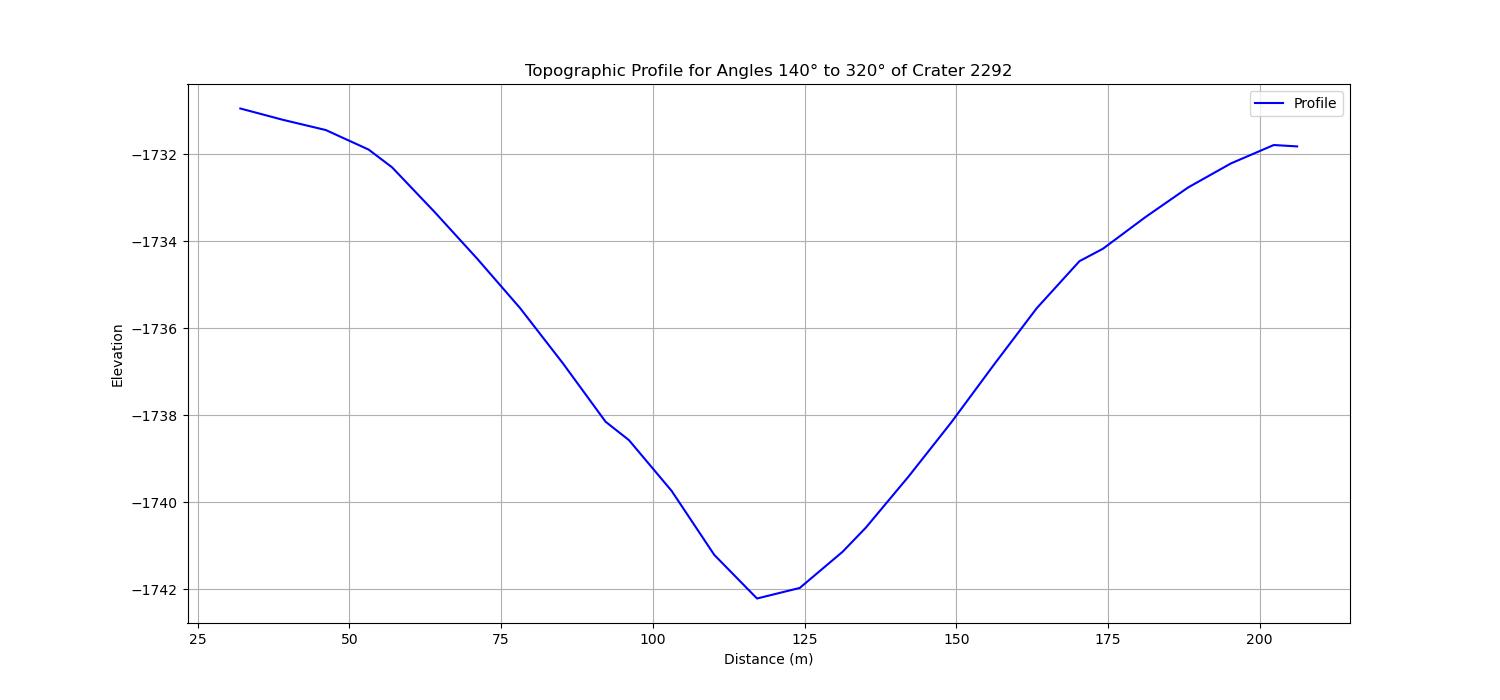 Topographic Profile for Angles 140° to 320° of Crater 2292
Profile
−1732
−1734
−1736
−1738
−1740
−1742
Elevation
25 50 75 100 125 150 175 200
Distance (m)